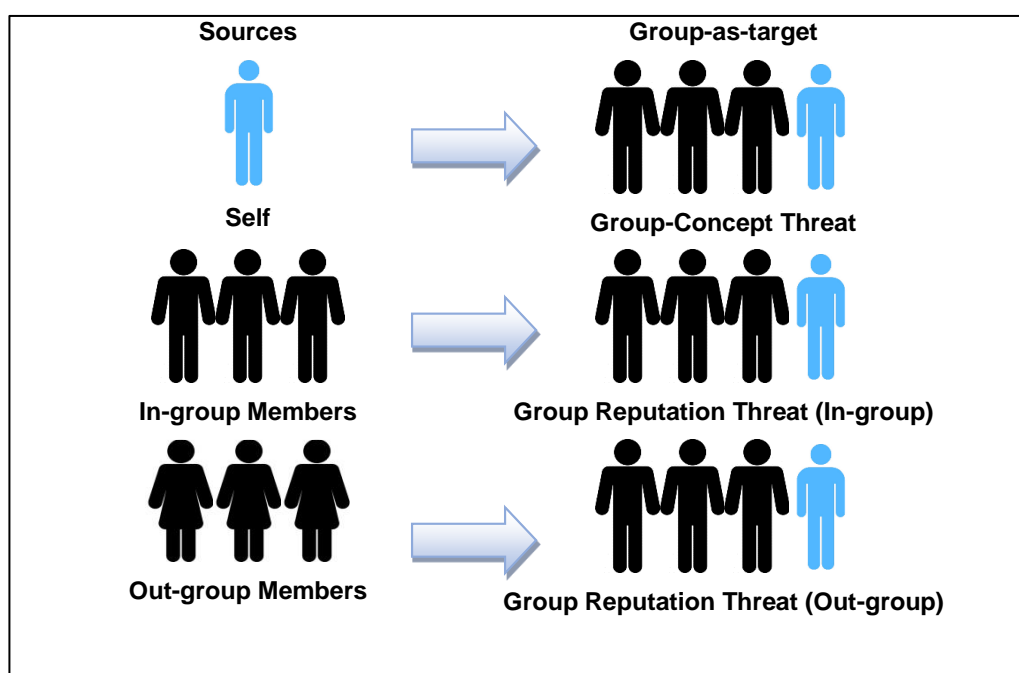 Sources
Group-as-target
Self
Group-Concept Threat
In-group Members
Group Reputation Threat (In-group)
Out-group Members
Group Reputation Threat (Out-group)